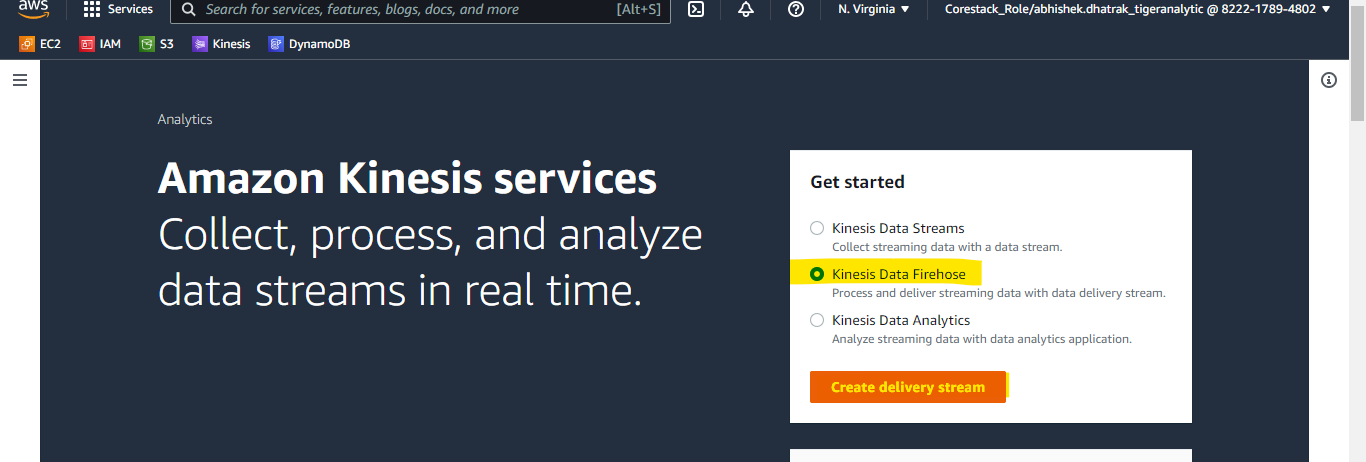 aws
Services
Search for services, features, blogs, docs, and more
[Alt+S]
N. Virginia
Corestack_Role/abhishek.dhatrak_tigeranalytic @ 8222-1789-4802
EC2
IAM
S3
Kinesis
DynamoDB
Analytics
Amazon Kinesis services
Collect, process, and analyze
data streams in real time.
Get started
Kinesis Data Streams
Collect streaming data with a data stream.
Kinesis Data Firehose
Process and deliver streaming data with data delivery stream.
Kinesis Data Analytics
Analyze streaming data with data analytics application.
Create delivery stream